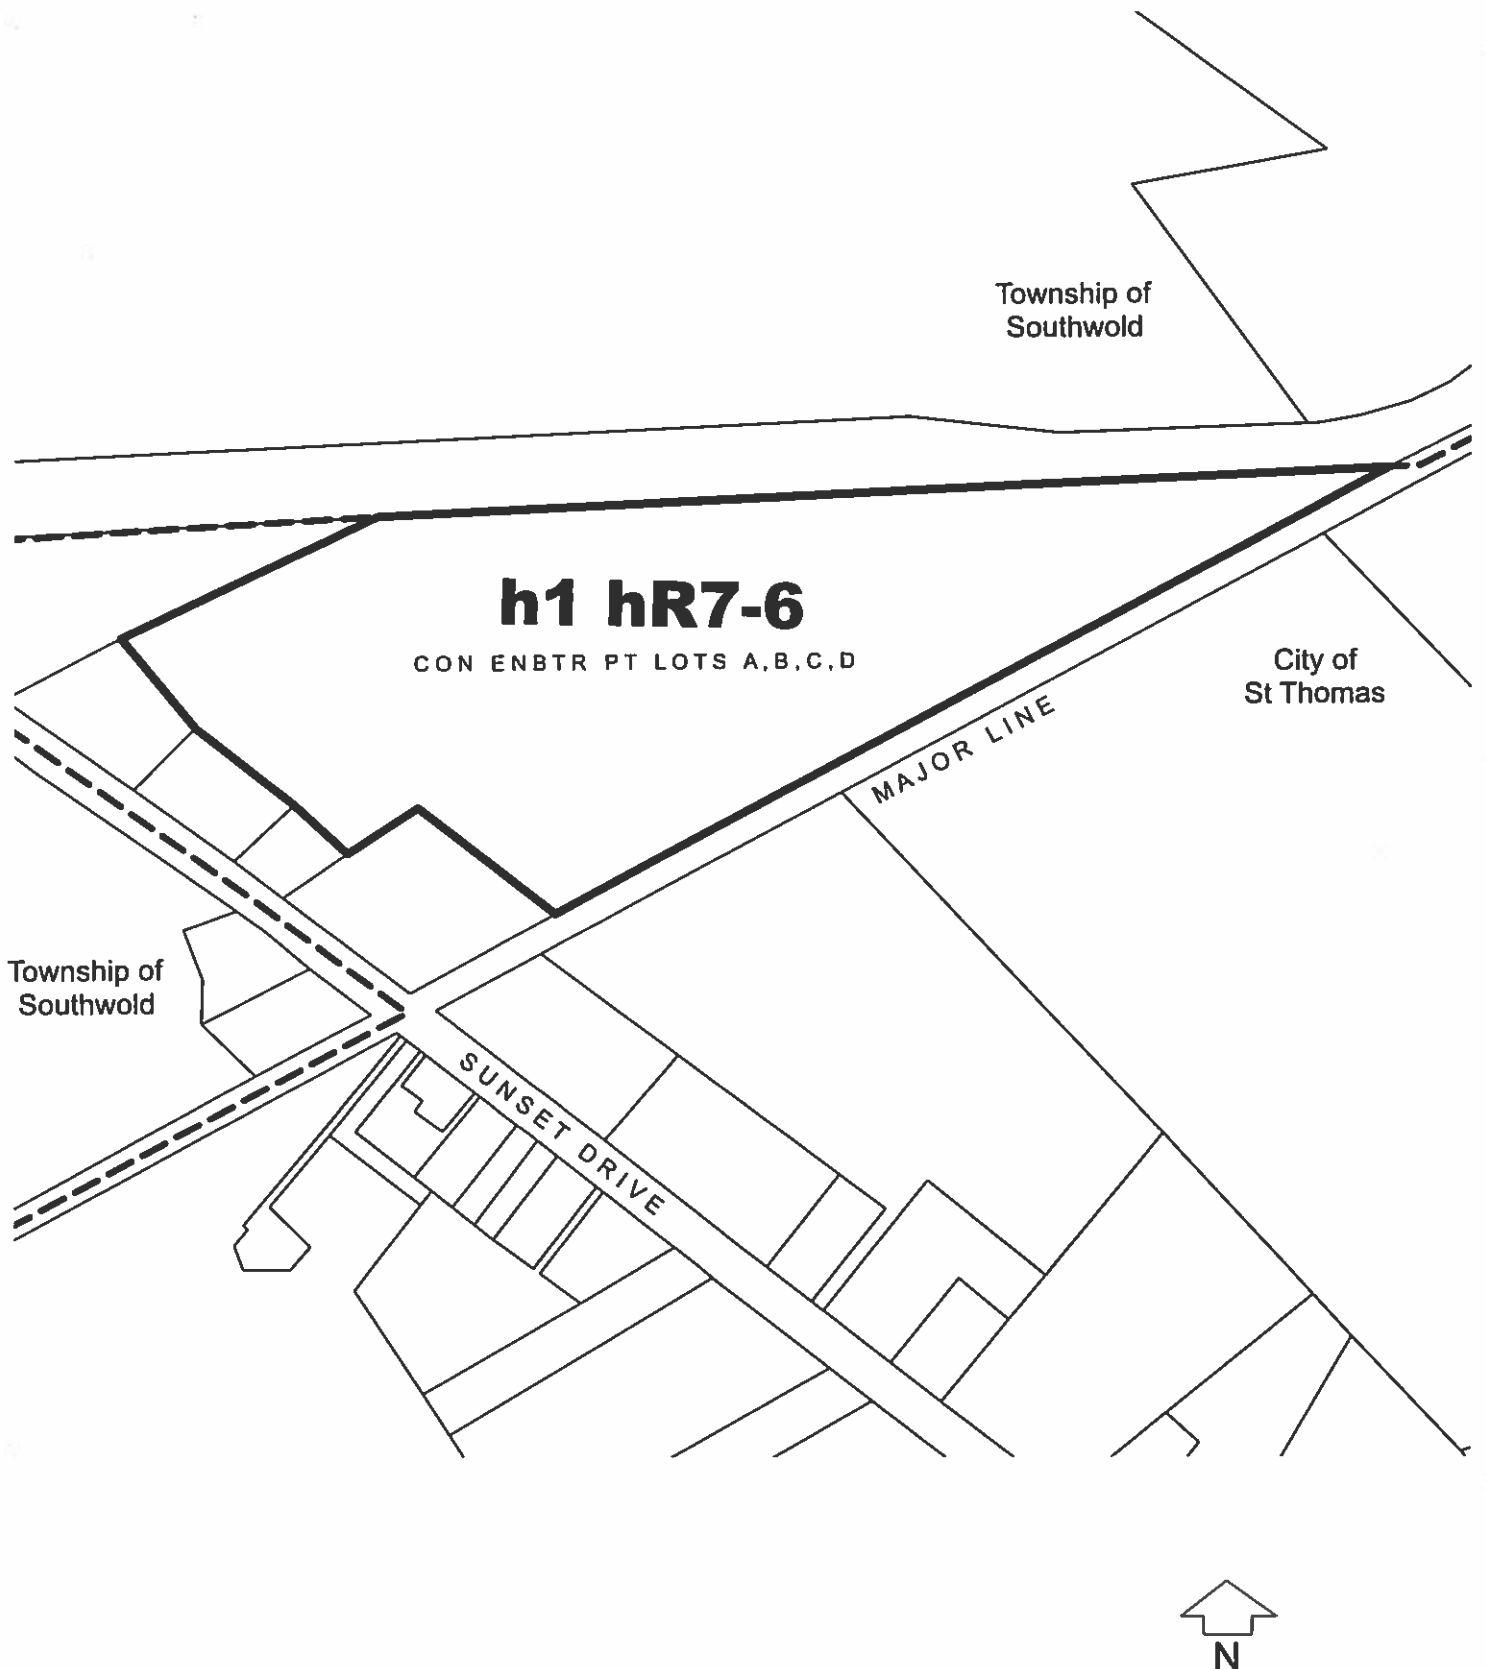 Township of
Southwold
h1 hR7-6
CON ENBTR PT LOTS A,B,C,D
City of
St Thomas
MAJOR LINE
Township of
Southwold
SUNSET DRIVE
N